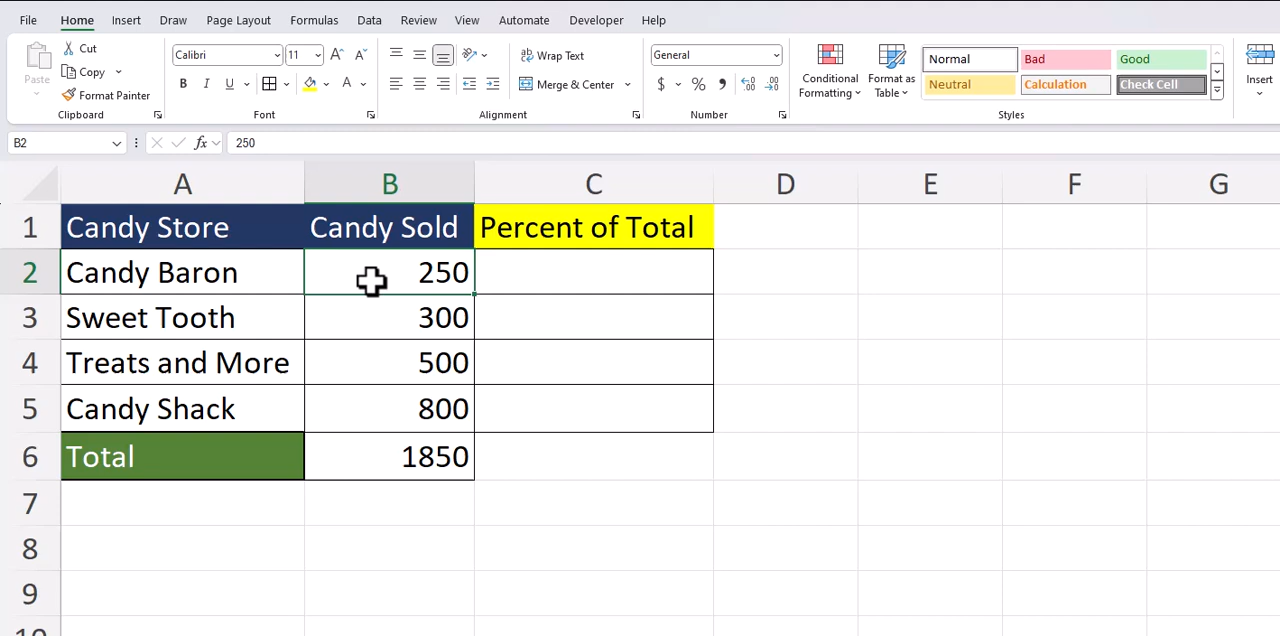 File Home Insert Draw Page Layout Formulas Data Review View Automate Developer Help
Paste Cut Copy Format Painter Clipboard
Calibri 11 A A B I U A Font
Wrap Text Merge & Center Alignment
General $ % , Number
Conditional Formatting Format as Table
Normal Bad Good
Neutral Calculation Check Cell
Styles
Insert
B2 fx 250
A B C D E F G
1 Candy Store Candy Sold Percent of Total
2 Candy Baron 250
3 Sweet Tooth 300
4 Treats and More 500
5 Candy Shack 800
6 Total 1850
7
8
9
10